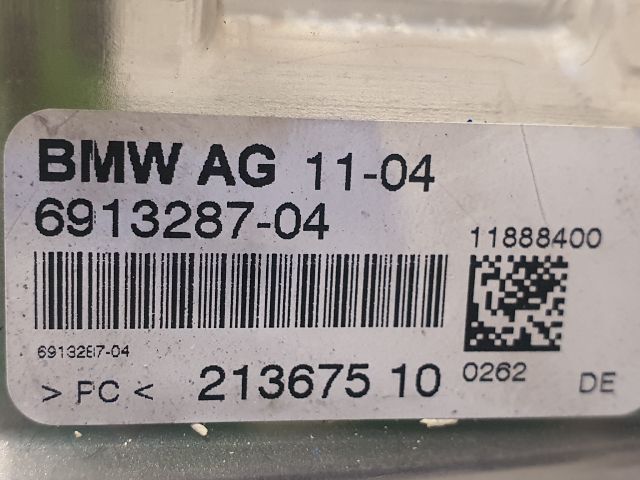 BMW AG 11-04
6913287-04
11888400
6913287-04
> PC < 213675 10
0262 DE